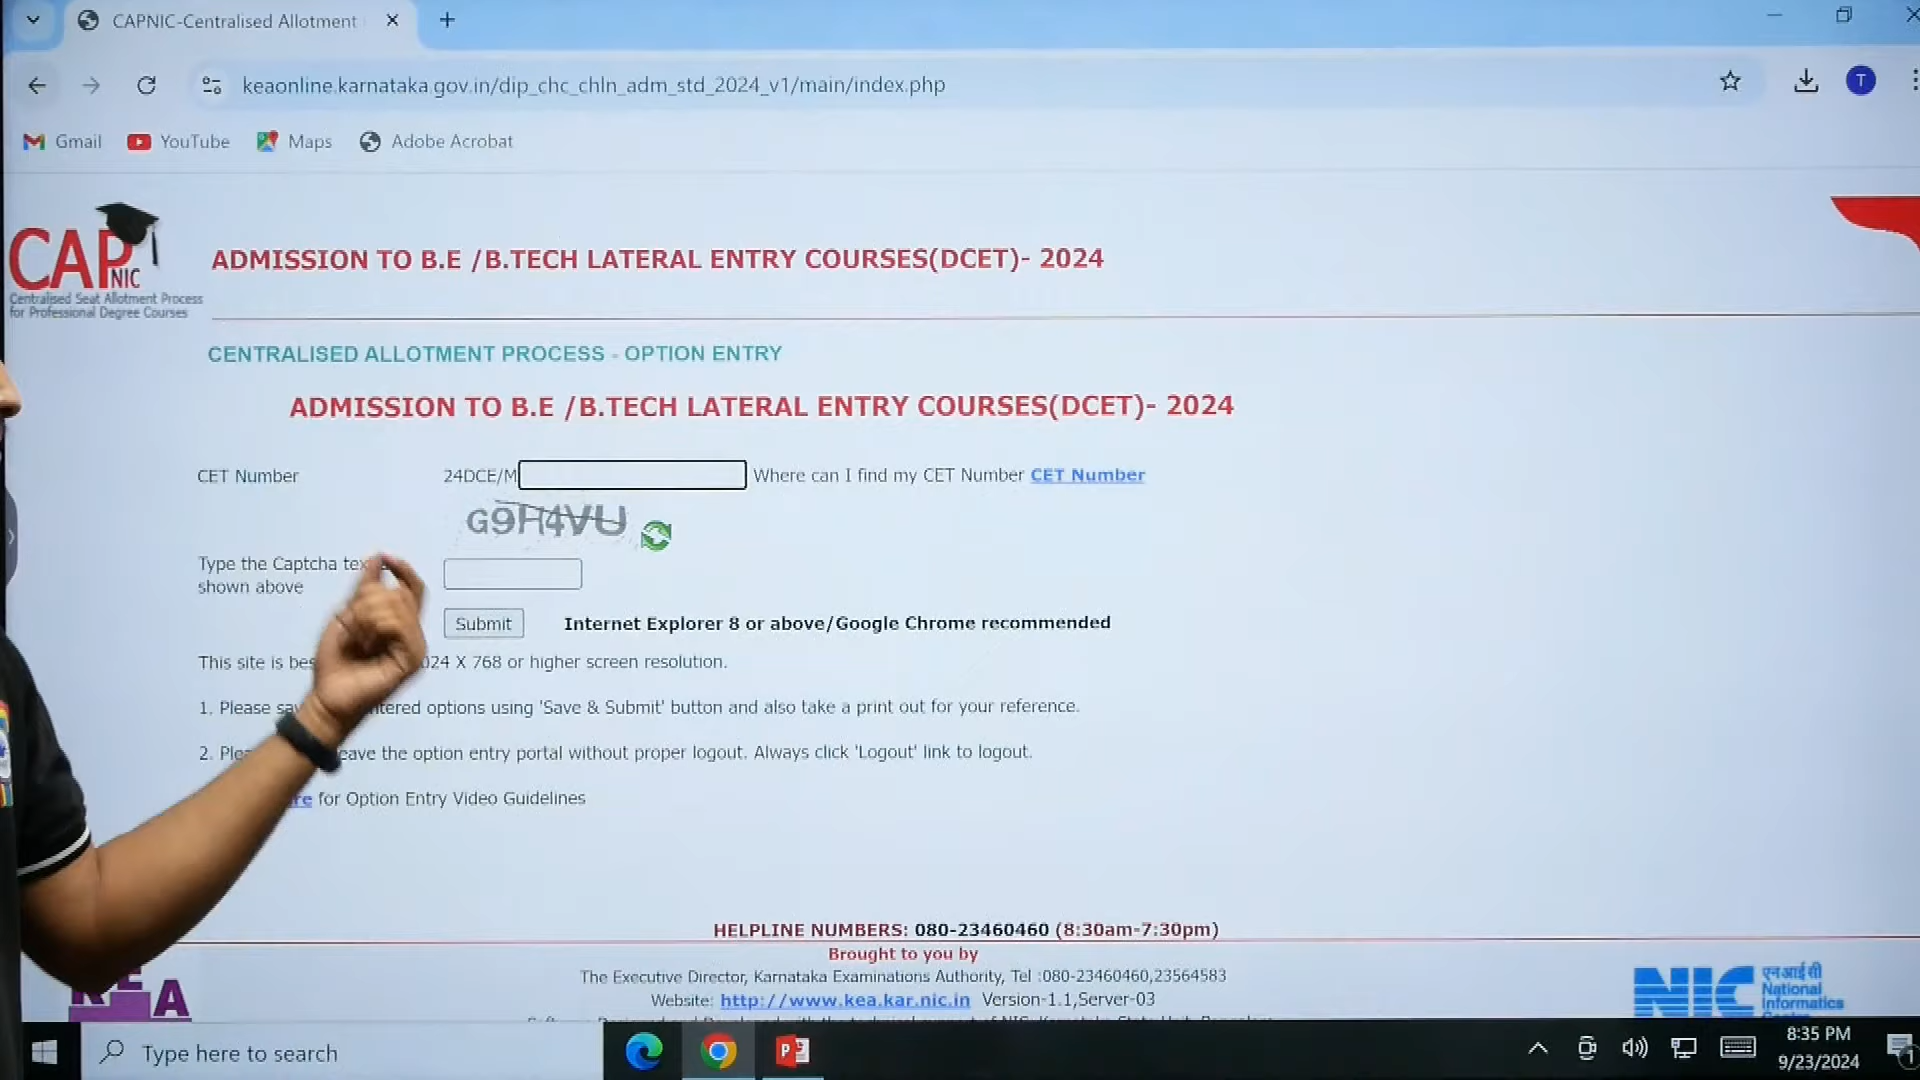 CAPNIC-Centralised Allotment
keaonline.karnataka.gov.in/dip_chc_chln_adm_std_2024_v1/main/index.php
T
Gmail YouTube Maps Adobe Acrobat
CAP NIC
Centralised Seat Allotment Process
for Professional Degree Courses
ADMISSION TO B.E /B.TECH LATERAL ENTRY COURSES(DCET)- 2024
CENTRALISED ALLOTMENT PROCESS - OPTION ENTRY
ADMISSION TO B.E /B.TECH LATERAL ENTRY COURSES(DCET)- 2024
CET Number 24DCE/M Where can I find my CET Number CET Number
G9H4VU
Type the Captcha
shown above
Submit Internet Explorer 8 or above/Google Chrome recommended
This site is 024 X 768 or higher screen resolution.
1. Please options using 'Save & Submit' button and also take a print out for your reference.
2. the option entry portal without proper logout. Always click 'Logout' link to logout.
for Option Entry Video Guidelines
HELPLINE NUMBERS: 080-23460460 (8:30am-7:30pm)
Brought to you by
The Executive Director, Karnataka Examinations Authority, Tel :080-23460460,23564583
Website: http://www.kea.kar.nic.in Version-1.1,Server-03
KEA
NIC एन आई सी
National
Informatics
Type here to search
8:35 PM
9/23/2024
1